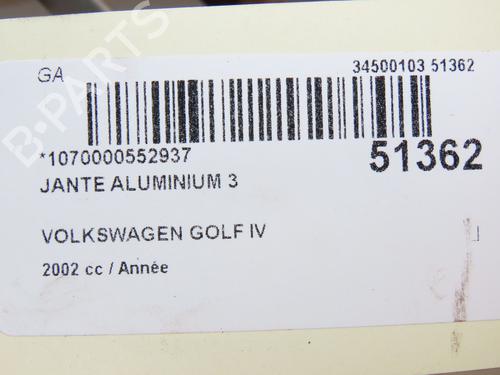 GA
34500103 51362
*1070000552937
51362
JANTE ALUMINIUM 3
VOLKSWAGEN GOLF IV
2002 cc / Année
B-PARTS